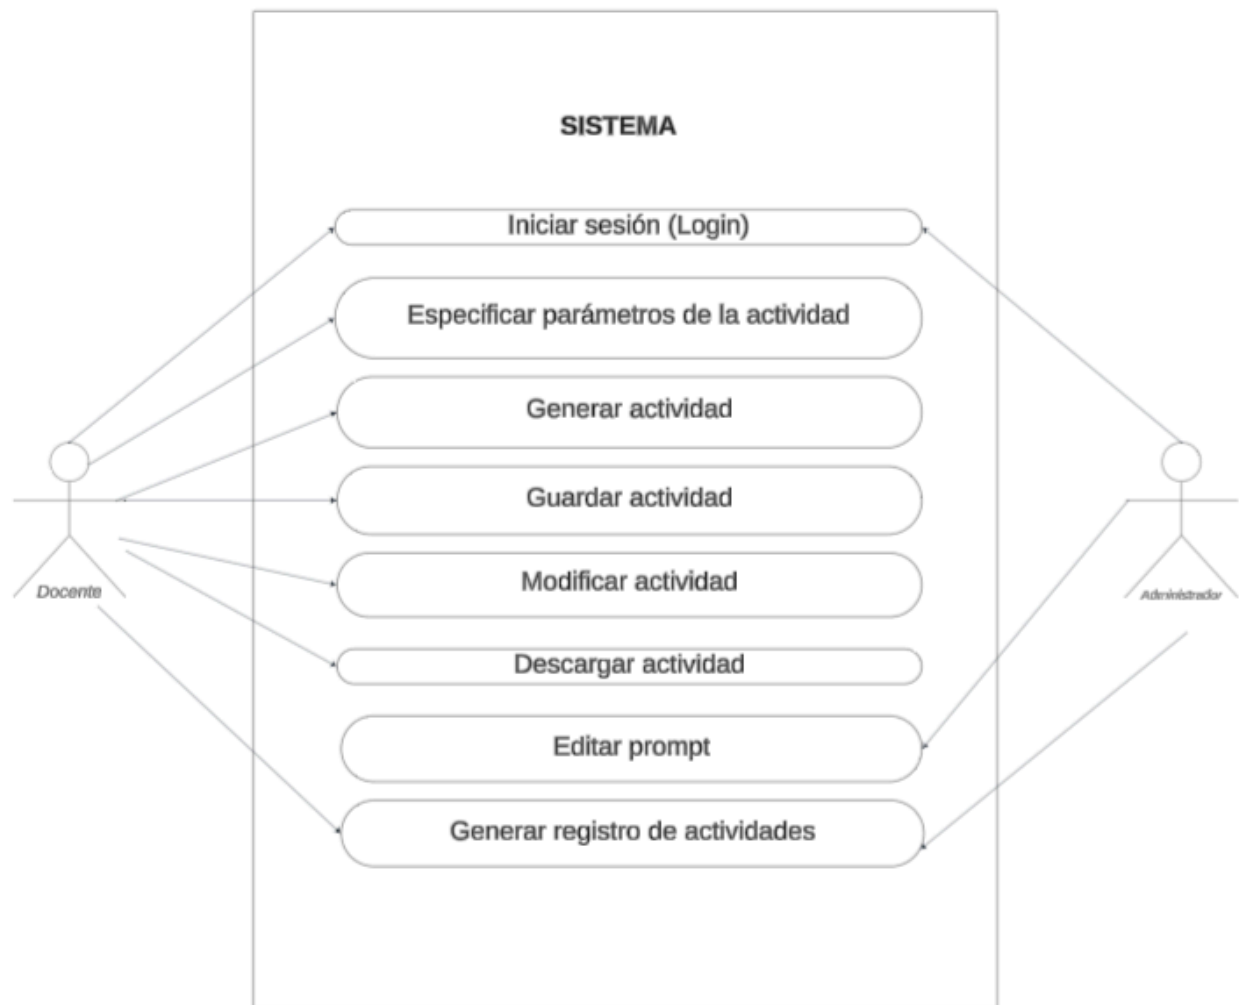 SISTEMA
Iniciar sesión (Login)
Especificar parámetros de la actividad
Generar actividad
Guardar actividad
Modificar actividad
Docente
Administrador
Descargar actividad
Editar prompt
Generar registro de actividades